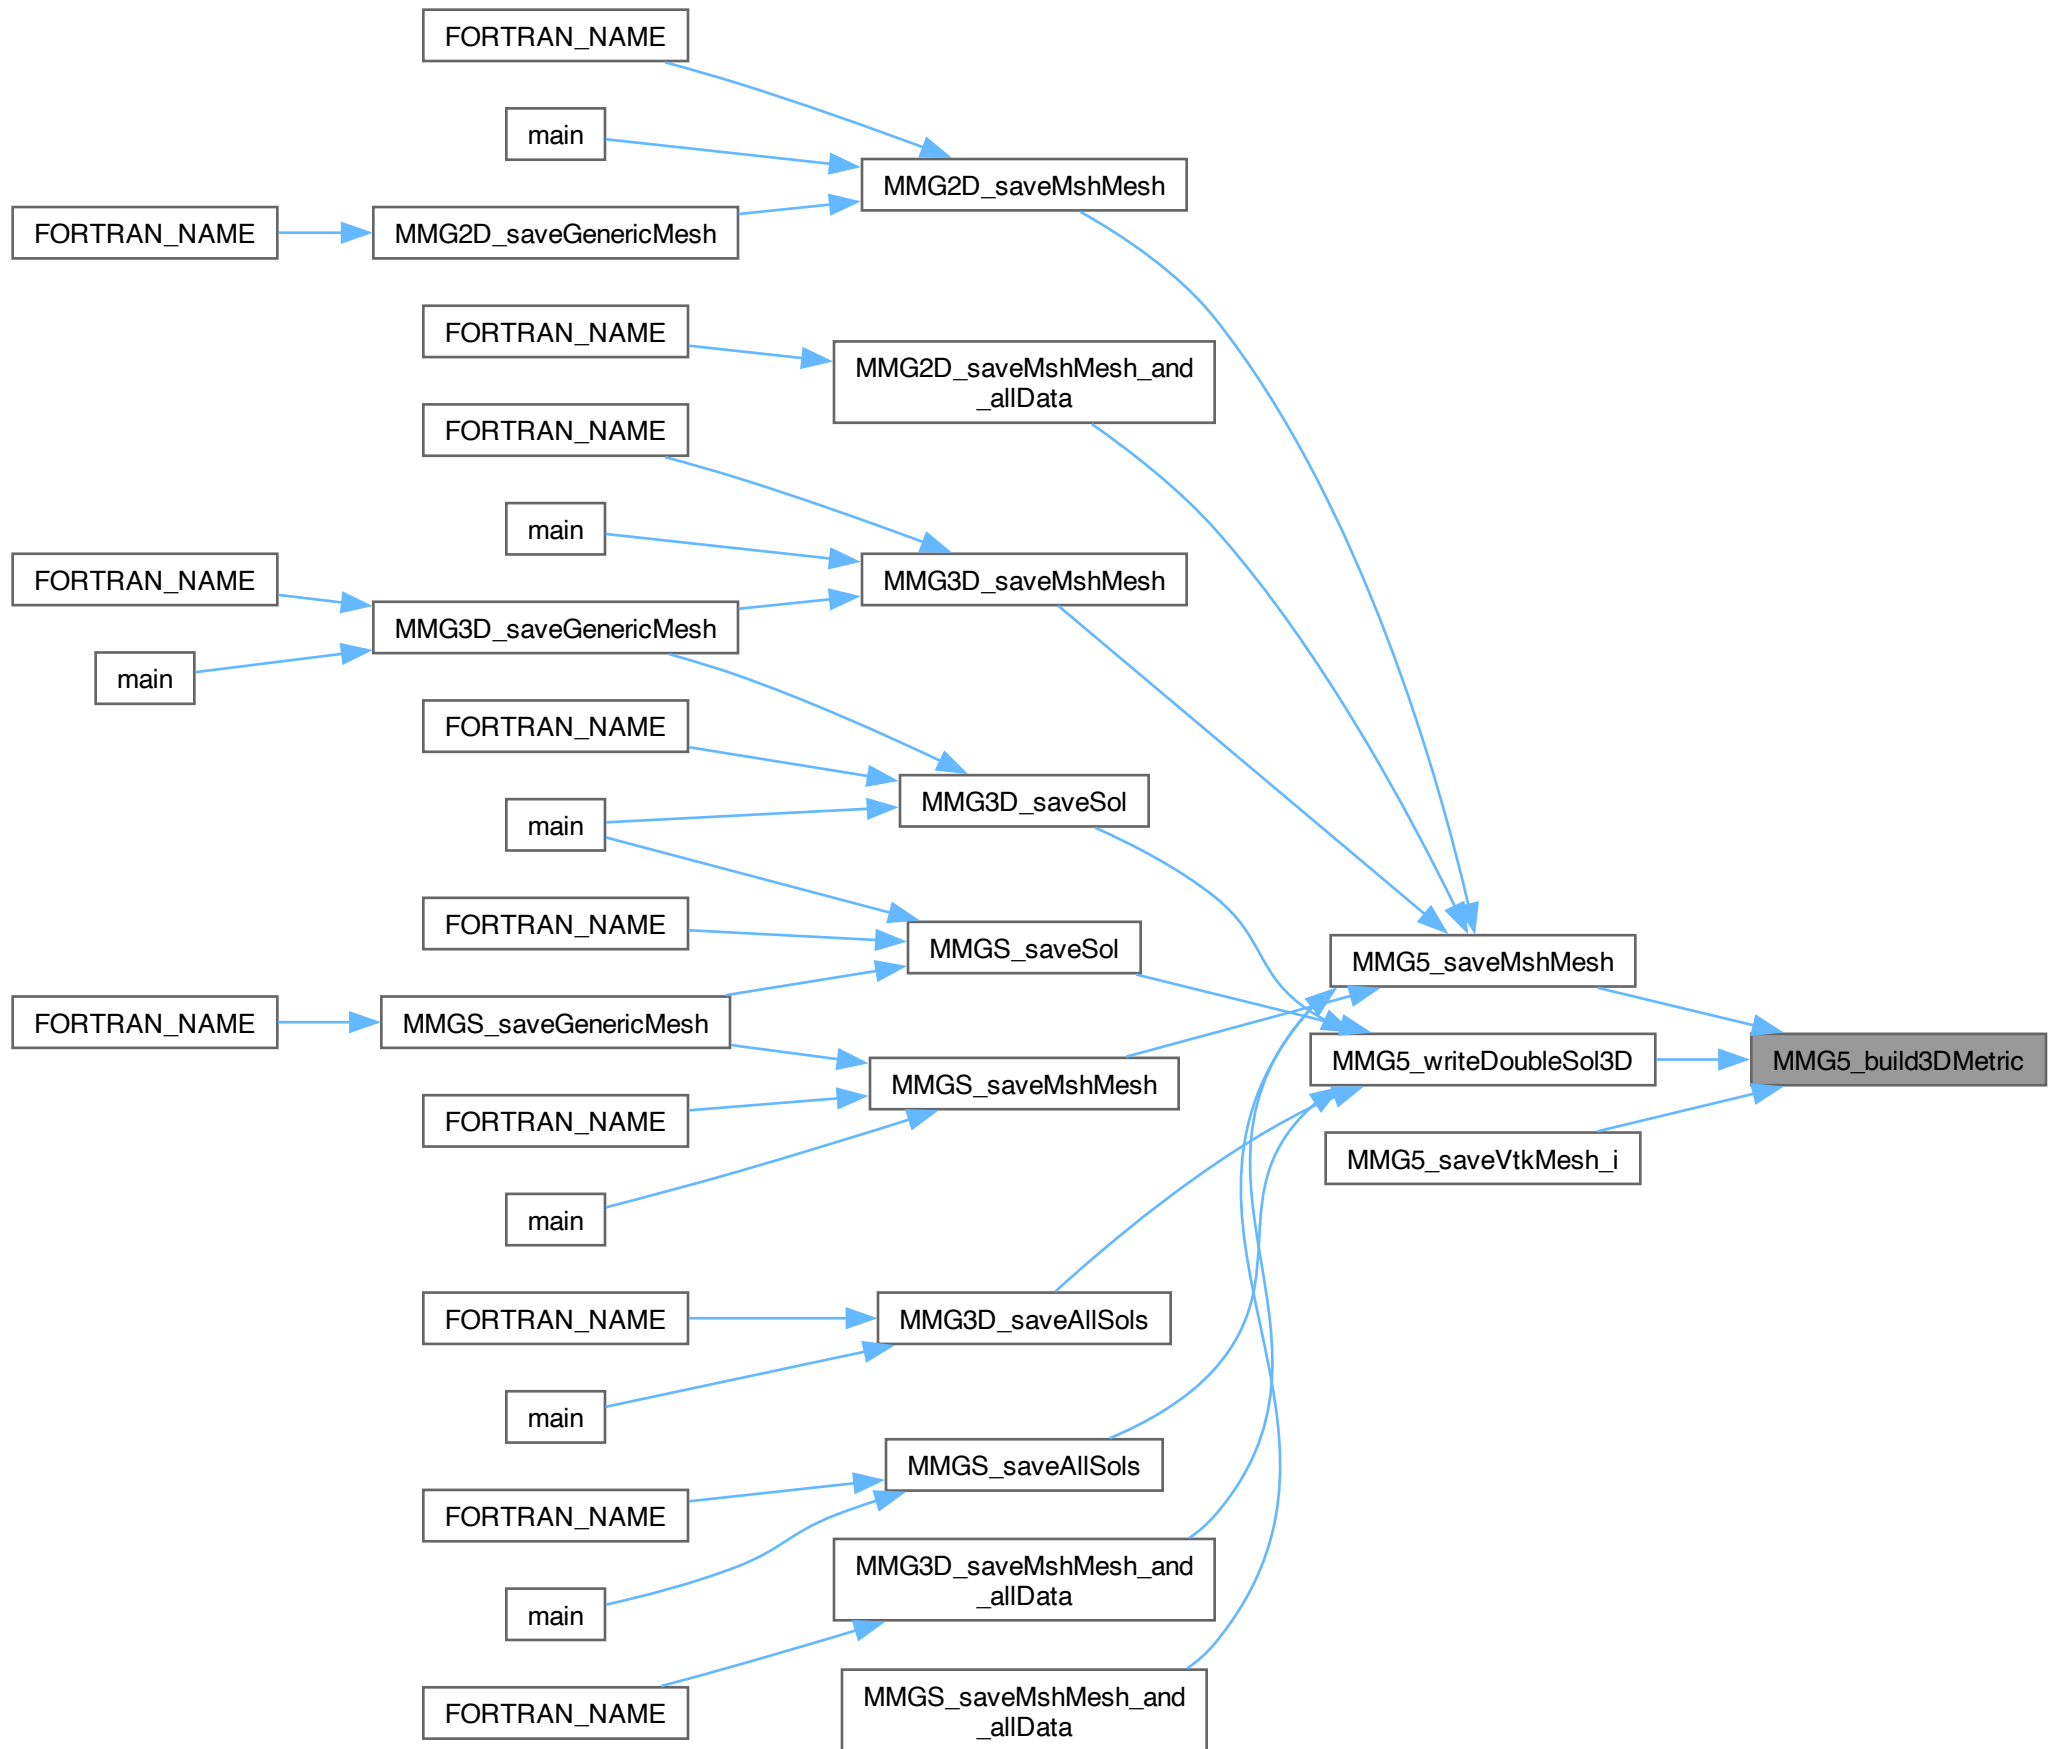 FORTRAN_NAME
main
MMG2D_saveMshMesh
FORTRAN_NAME
MMG2D_saveGenericMesh
FORTRAN_NAME
MMG2D_saveMshMesh_and
_allData
FORTRAN_NAME
main
FORTRAN_NAME
MMG3D_saveMshMesh
MMG3D_saveGenericMesh
main
FORTRAN_NAME
MMG3D_saveSol
main
FORTRAN_NAME
MMGS_saveSol
MMG5_saveMshMesh
FORTRAN_NAME
MMGS_saveGenericMesh
MMG5_writeDoubleSol3D
MMG5_build3DMetric
MMGS_saveMshMesh
FORTRAN_NAME
MMG5_saveVtkMesh_i
main
FORTRAN_NAME
MMG3D_saveAllSols
main
MMGS_saveAllSols
FORTRAN_NAME
MMG3D_saveMshMesh_and
_allData
main
FORTRAN_NAME
MMGS_saveMshMesh_and
_allData